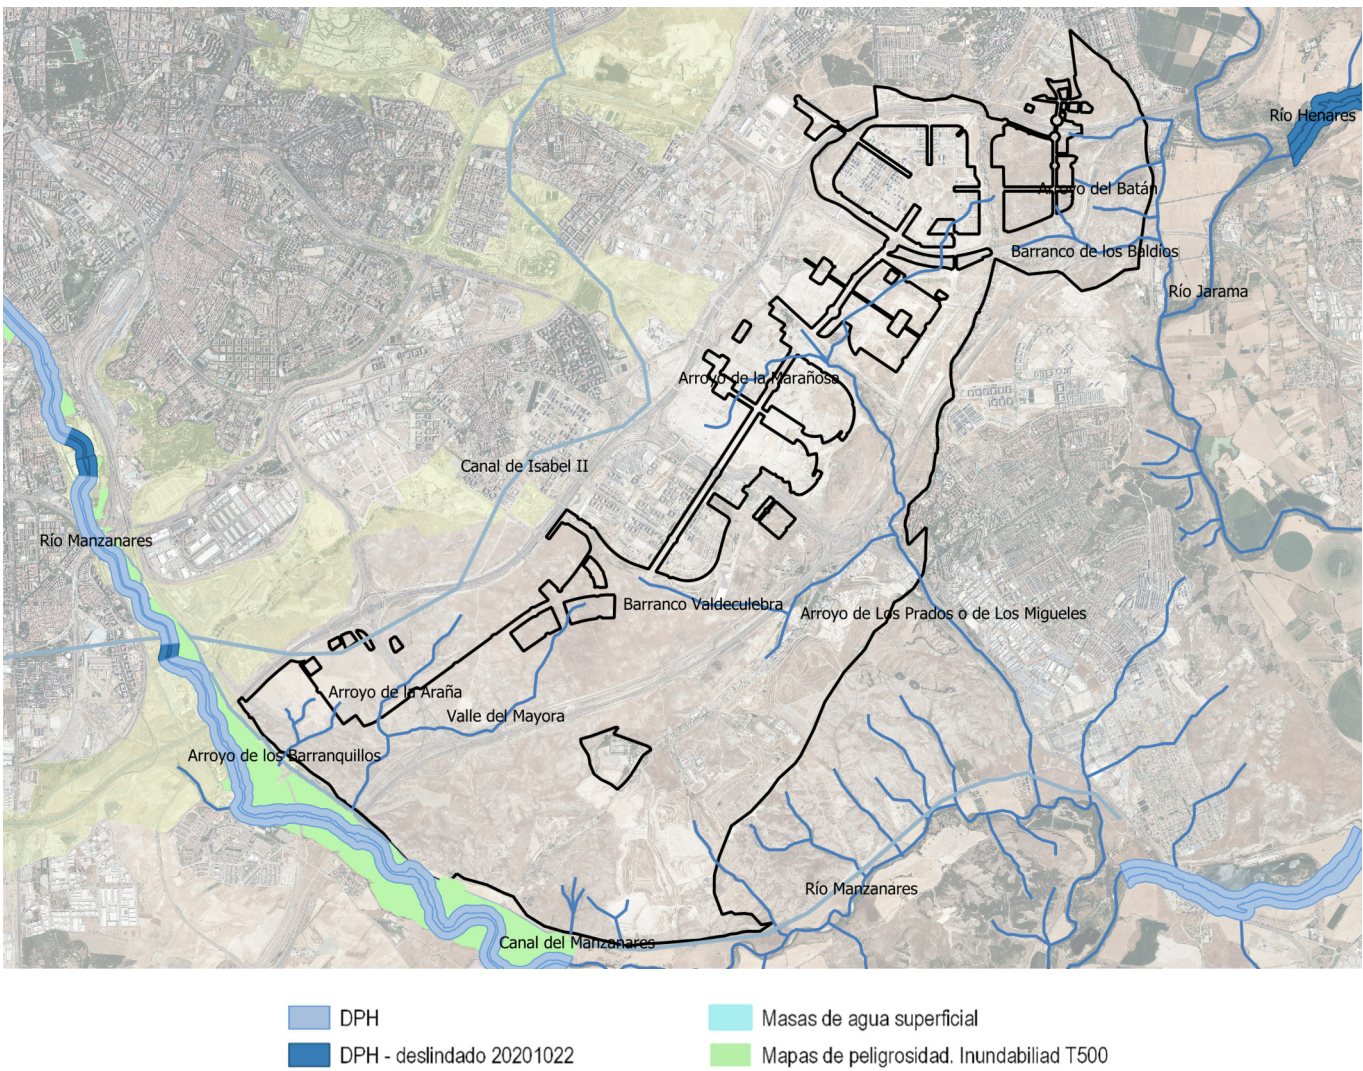 Río Henares
Arroyo del Batán
Barranco de los Baldios
Río Jarama
Arroyo de la Marañosa
Canal de Isabel II
Río Manzanares
Barranco Valdeculebra
Arroyo de Los Prados o de Los Migueles
Arroyo de la Araña
Valle del Mayora
Arroyo de los Barranquillos
Río Manzanares
Canal del Manzanares
DPH
Masas de agua superficial
DPH - deslindado 20201022
Mapas de peligrosidad. Inundabiliad T500